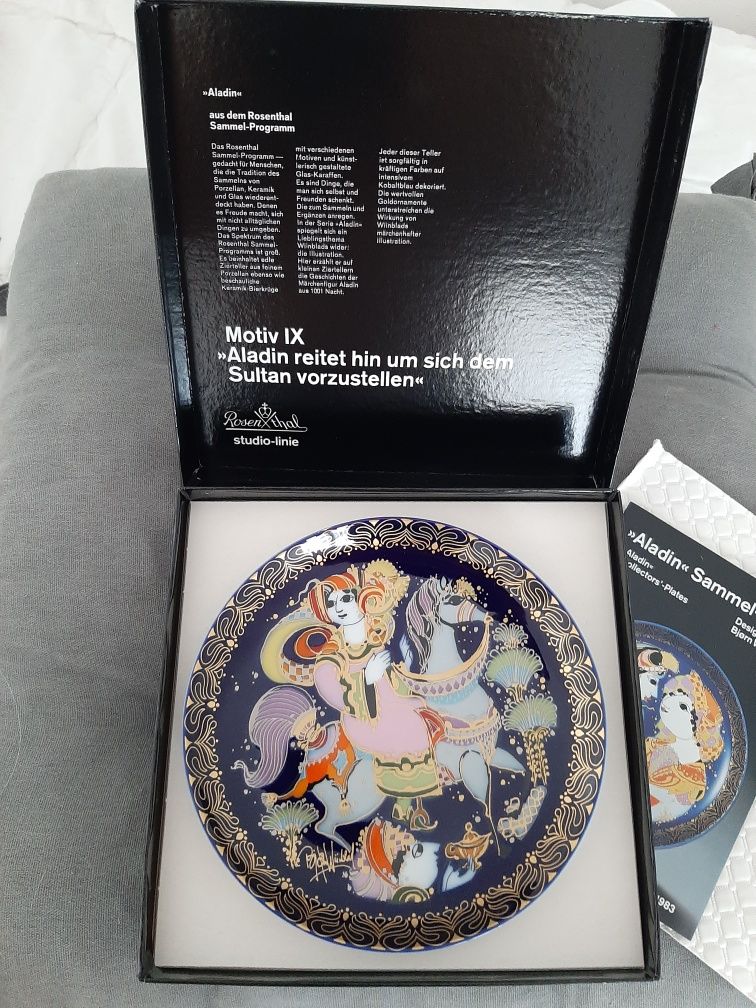 »Aladin«
aus dem Rosenthal
Sammel-Programm
Das Rosenthal
Sammel-Programm —
gedacht für Menschen,
die die Tradition des
Sammelns von
Porzellan, Keramik
und Glas wiederent-
deckt haben. Denen
es Freude macht, sich
mit nicht alltäglichen
Dingen zu umgeben.
Das Spektrum des
Rosenthal Sammel-
Programms ist groß.
Es beinhaltet edle
Zierteller aus feinem
Porzellan ebenso wie
beschauliche
Keramik-Bierkrüge
mit verschiedenen
Motiven und künst-
lerisch gestaltete
Glas-Karaffen.
Es sind Dinge, die
man sich selbst und
Freunden schenkt.
Die zum Sammeln und
Ergänzen anregen.
In der Serie »Aladin«
spiegelt sich ein
Lieblingsthema
Wiinblads wider:
die Illustration.
Hier erzählt er auf
kleinen Ziertellern
die Geschichten der
Märchenfigur Aladin
aus 1001 Nacht.
Jeder dieser Teller
ist sorgfältig in
kräftigen Farben auf
intensivem
Kobaltblau dekoriert.
Die wertvollen
Goldornamente
unterstreichen die
Wirkung von
Wiinblads
märchenhafter
Illustration.
Motiv IX
»Aladin reitet hin um sich dem
Sultan vorzustellen«
Rosenthal
studio-linie
»Aladin« Sammel
Aladin«
ollectors'-Plates
Desi
Bjørn
1983